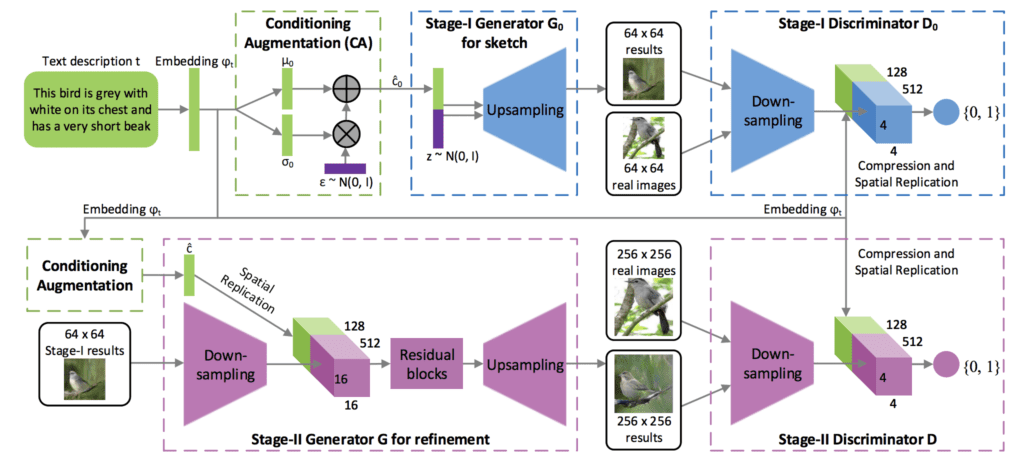 Conditioning
Augmentation (CA)
Stage-I Generator G₀
for sketch
64 x 64
results
Stage-I Discriminator D₀
Text description t
Embedding φₜ
μ₀
ĉ₀
128
512
This bird is grey with
white on its chest and
has a very short beak
Upsampling
Down-
sampling
4
{0, 1}
σ₀
ε ~ N(0, I)
z ~ N(0, I)
64 x 64
real images
4
Compression and
Spatial Replication
Embedding φₜ
Embedding φₜ
Conditioning
Augmentation
ĉ
Spatial
Replication
256 x 256
real images
Compression and
Spatial Replication
64 x 64
Stage-I results
Down-
sampling
128
512
16
16
Residual
blocks
Upsampling
Down-
sampling
128
512
4
4
{0, 1}
256 x 256
results
Stage-II Generator G for refinement
Stage-II Discriminator D